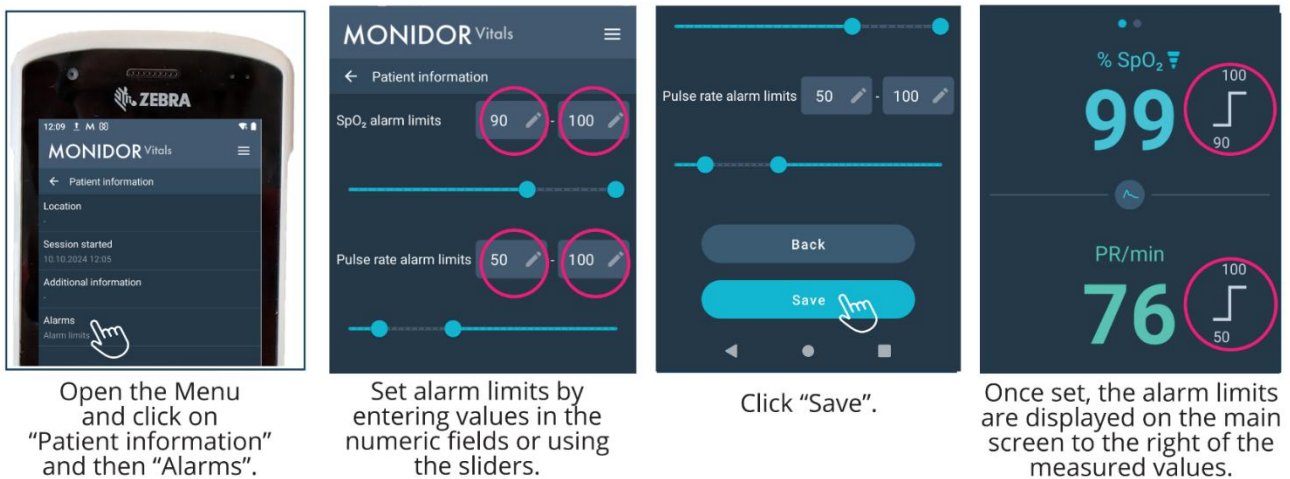 ZEBRA
12:09
MONIDOR Vitals
← Patient information
Location
-
Session started
10.10.2024 12:05
Additional information
-
Alarms
Alarm limits
Open the Menu
and click on
“Patient information”
and then “Alarms”.
MONIDOR Vitals
← Patient information
SpO₂ alarm limits 90 - 100
Pulse rate alarm limits 50 - 100
Set alarm limits by
entering values in the
numeric fields or using
the sliders.
Pulse rate alarm limits 50 - 100
Back
Save
Click “Save”.
% SpO₂
99
100
90
PR/min
76
100
50
Once set, the alarm limits
are displayed on the main
screen to the right of the
measured values.